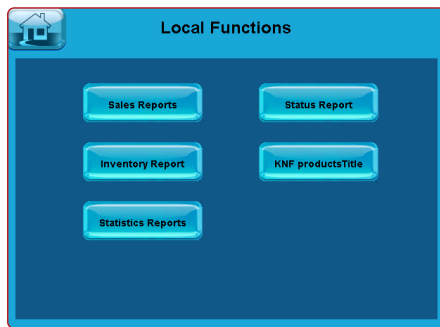 Local Functions
Sales Reports
Status Report
Inventory Report
KNF productsTitle
Statistics Reports